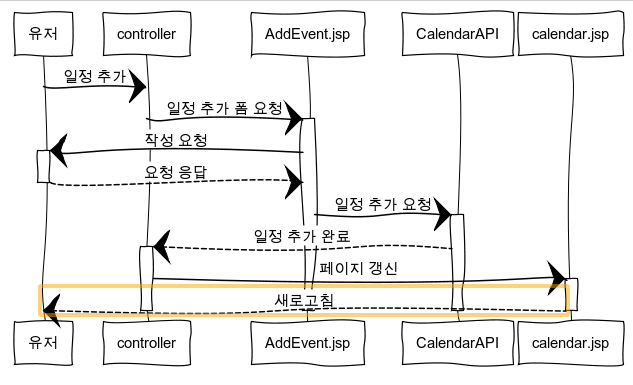 유저
controller
AddEvent.jsp
CalendarAPI
calendar.jsp
일정 추가
일정 추가 폼 요청
작성 요청
요청 응답
일정 추가 요청
일정 추가 완료
페이지 갱신
새로고침
유저
controller
AddEvent.jsp
CalendarAPI
calendar.jsp